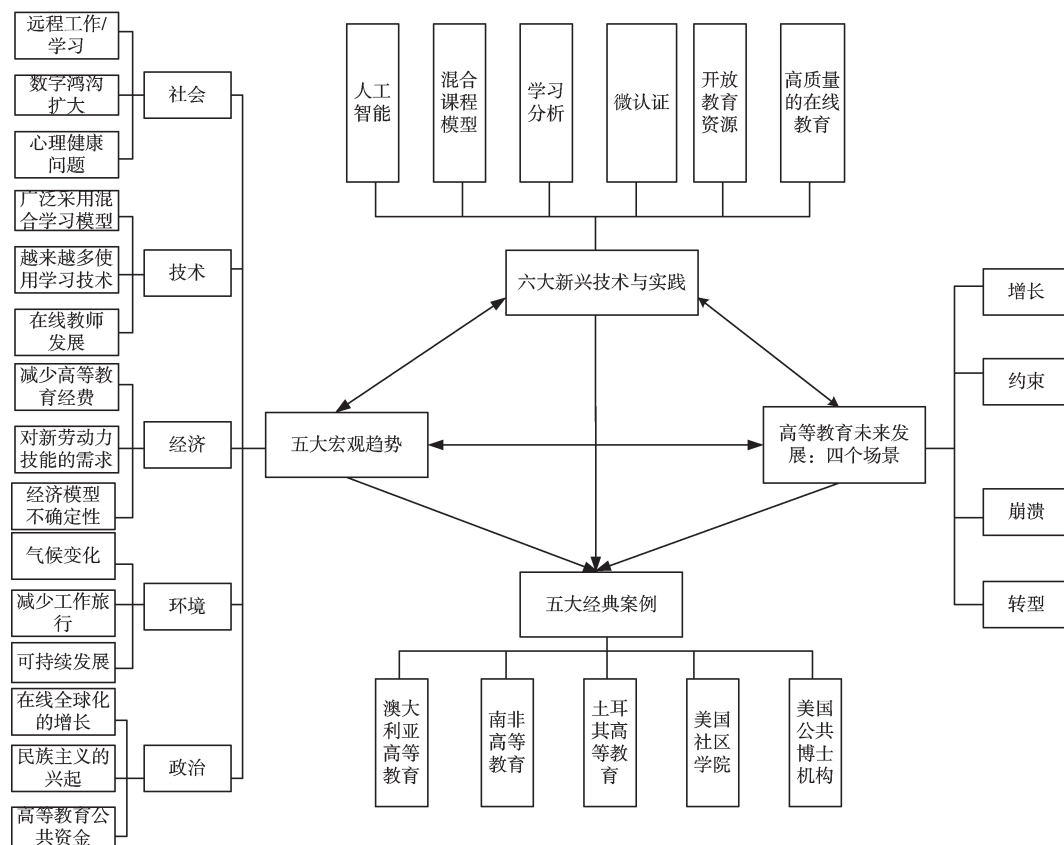 远程工作/
学习
数字鸿沟
扩大
心理健康
问题
社会
广泛采用混
合学习模型
越来越多使
用学习技术
在线教师
发展
技术
减少高等教
育经费
对新劳动力
技能的需求
经济模型
不确定性
经济
气候变化
减少工作旅
行
可持续发展
环境
在线全球化
的增长
民族主义的
兴起
高等教育公
共资金
政治
五大宏观趋势
人工
智能
混合
课程
模型
学习
分析
微认证
开放
教育
资源
高质量
的在线
教育
六大新兴技术与实践
高等教育未来发
展：四个场景
增长
约束
崩溃
转型
五大经典案例
澳大
利亚
高等
教育
南非
高等
教育
土耳
其高
等教
育
美国
社区
学院
美国
公共
博士
机构